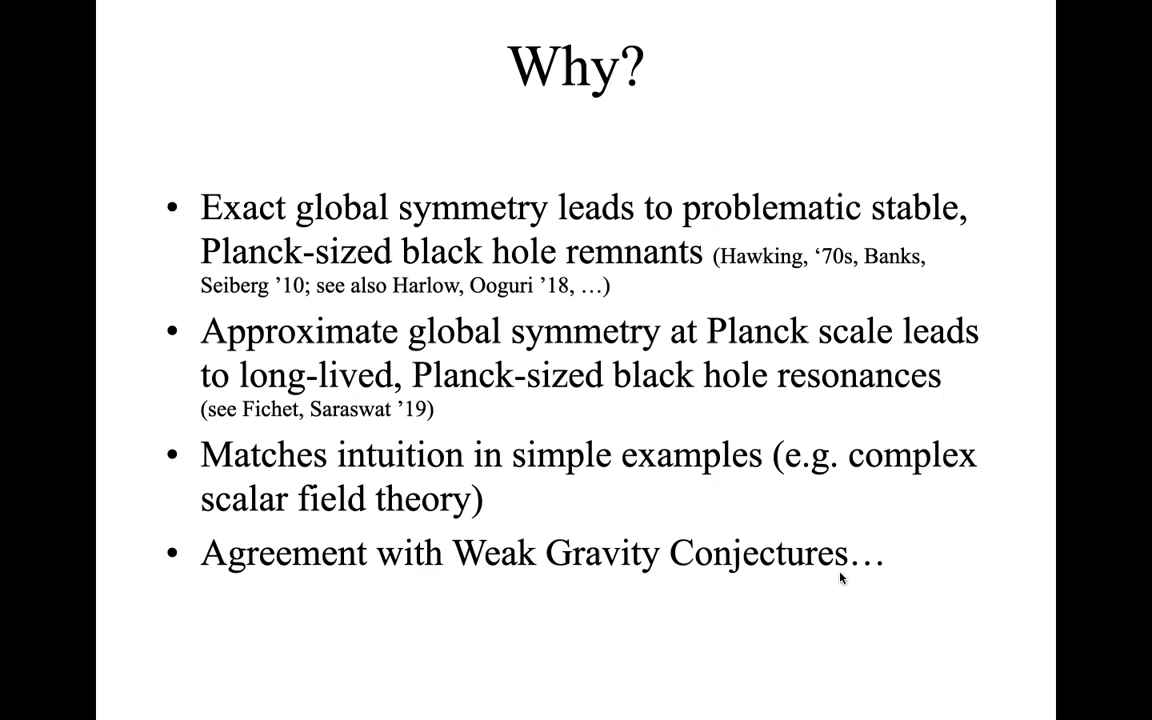 Why?
• Exact global symmetry leads to problematic stable,
Planck-sized black hole remnants (Hawking, ‘70s, Banks,
Seiberg ’10; see also Harlow, Ooguri ’18, …)
• Approximate global symmetry at Planck scale leads
to long-lived, Planck-sized black hole resonances
(see Fichet, Saraswat ’19)
• Matches intuition in simple examples (e.g. complex
scalar field theory)
• Agreement with Weak Gravity Conjectures…